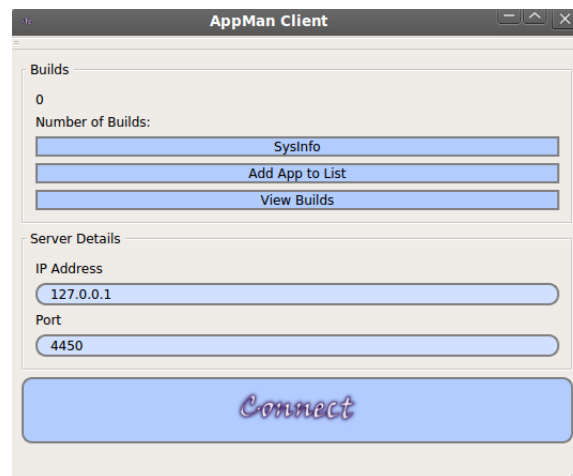 AppMan Client
Builds
0
Number of Builds:
SysInfo
Add App to List
View Builds
Server Details
IP Address
127.0.0.1
Port
4450
Connect